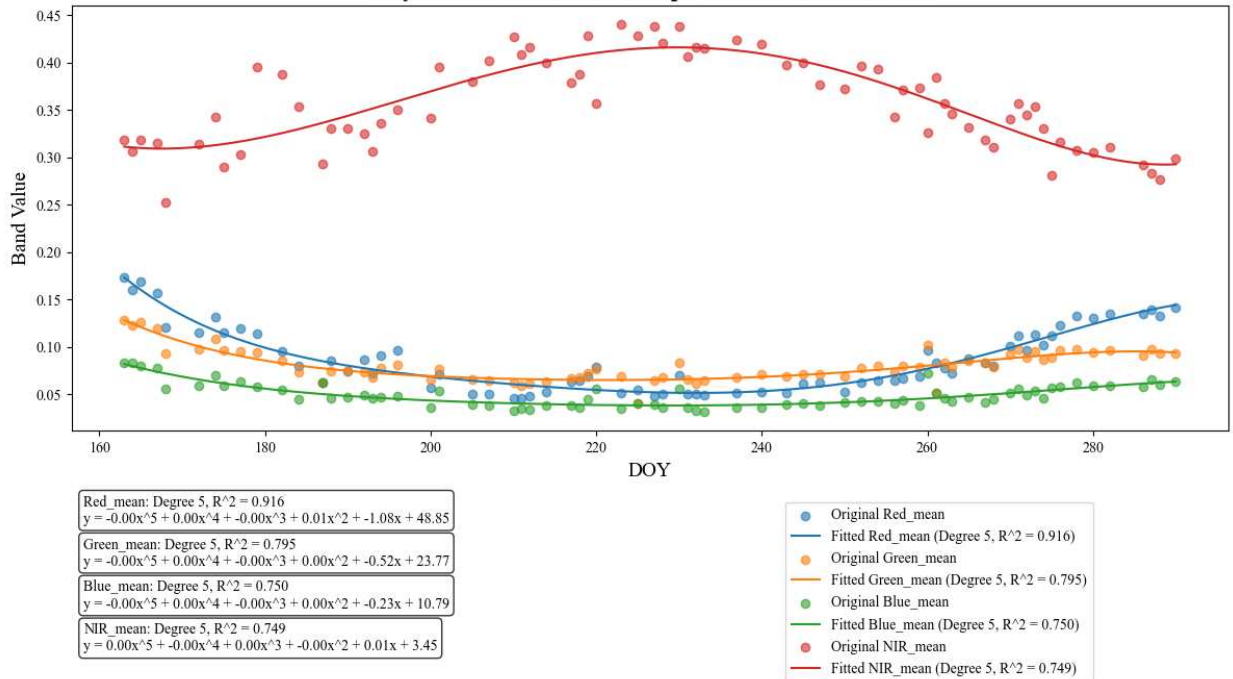 0.45
0.40
0.35
0.30
0.25
0.20
0.15
0.10
0.05
Band Value
160 180 200 220 240 260 280
DOY
Red_mean: Degree 5, R^2 = 0.916
y = -0.00x^5 + 0.00x^4 + -0.00x^3 + 0.01x^2 + -1.08x + 48.85
Green_mean: Degree 5, R^2 = 0.795
y = -0.00x^5 + 0.00x^4 + -0.00x^3 + 0.00x^2 + -0.52x + 23.77
Blue_mean: Degree 5, R^2 = 0.750
y = -0.00x^5 + 0.00x^4 + -0.00x^3 + 0.00x^2 + -0.23x + 10.79
NIR_mean: Degree 5, R^2 = 0.749
y = 0.00x^5 + -0.00x^4 + 0.00x^3 + -0.00x^2 + 0.01x + 3.45
Original Red_mean
Fitted Red_mean (Degree 5, R^2 = 0.916)
Original Green_mean
Fitted Green_mean (Degree 5, R^2 = 0.795)
Original Blue_mean
Fitted Blue_mean (Degree 5, R^2 = 0.750)
Original NIR_mean
Fitted NIR_mean (Degree 5, R^2 = 0.749)